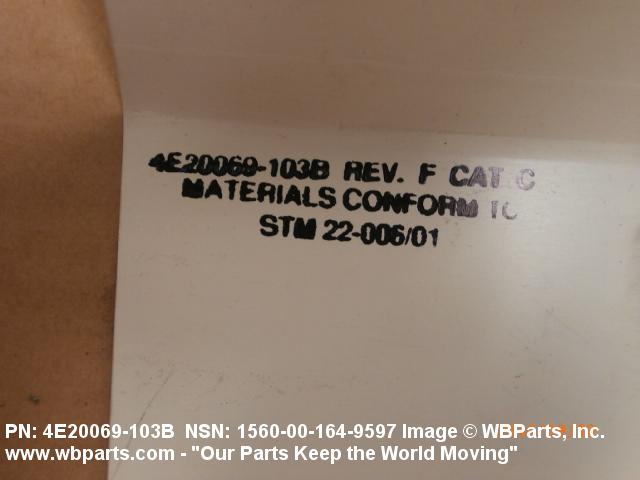 4E20069-103B REV. F CAT C
MATERIALS CONFORM TO
STM 22-006/01
PN: 4E20069-103B NSN: 1560-00-164-9597 Image © WBParts, Inc.
www.wbparts.com - "Our Parts Keep the World Moving"